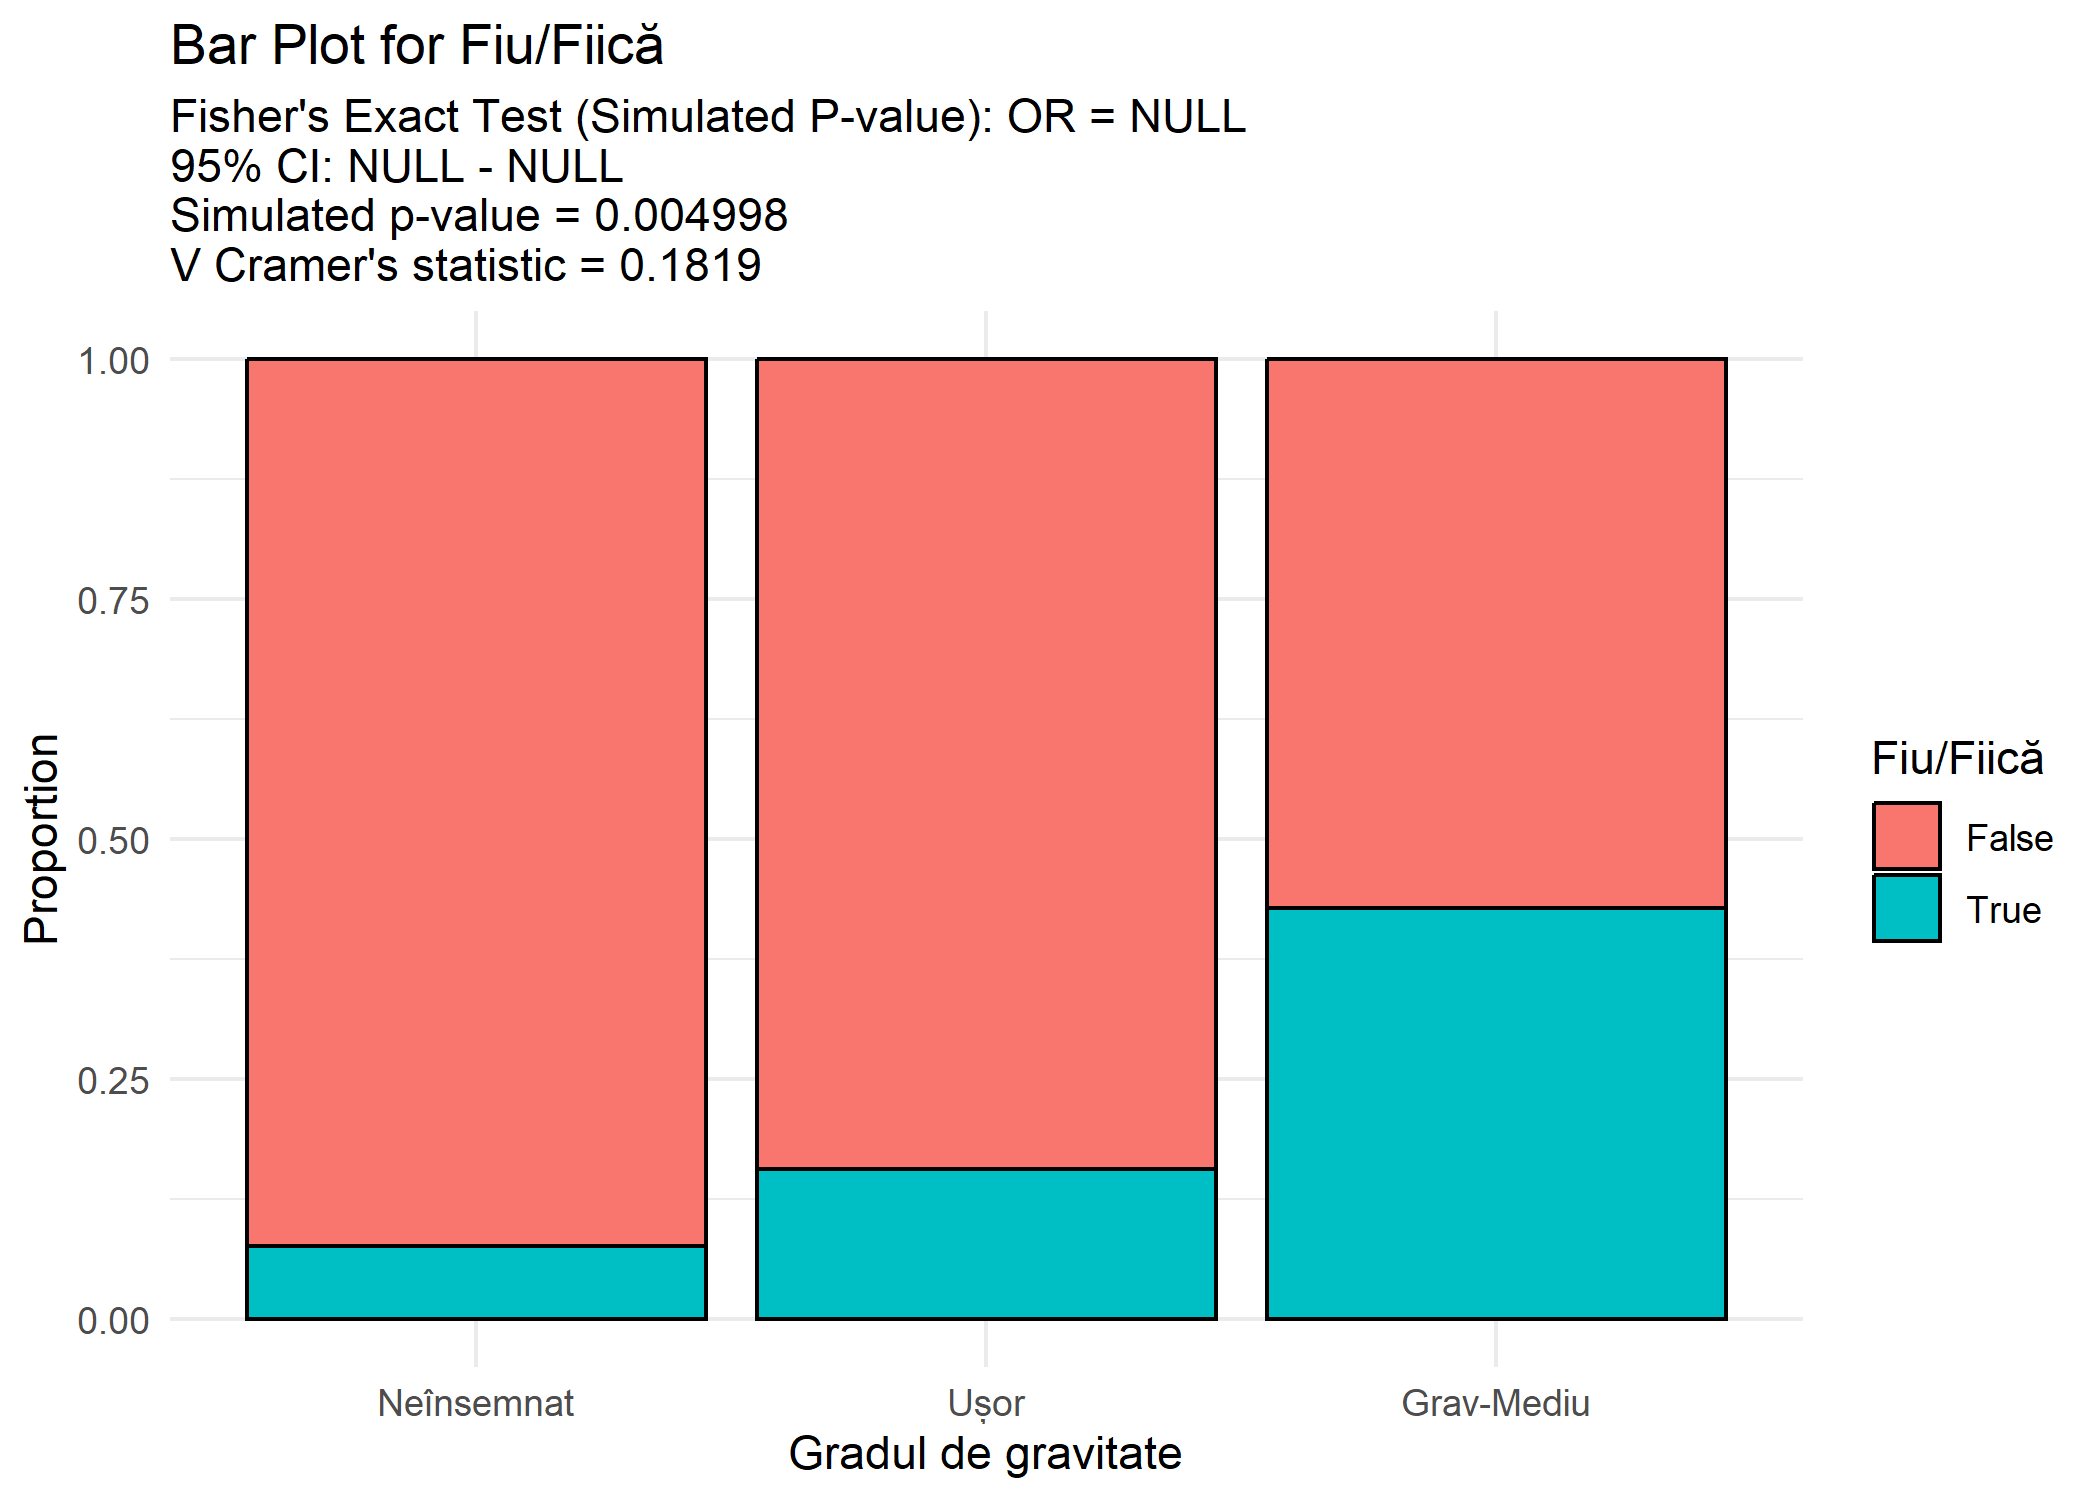 Bar Plot for Fiu/Fiică
Fisher's Exact Test (Simulated P-value): OR = NULL
95% CI: NULL - NULL
Simulated p-value = 0.004998
V Cramer's statistic = 0.1819
1.00
0.75
0.50
0.25
0.00
Proportion
Neînsemnat
Ușor
Grav-Mediu
Gradul de gravitate
Fiu/Fiică
False
True